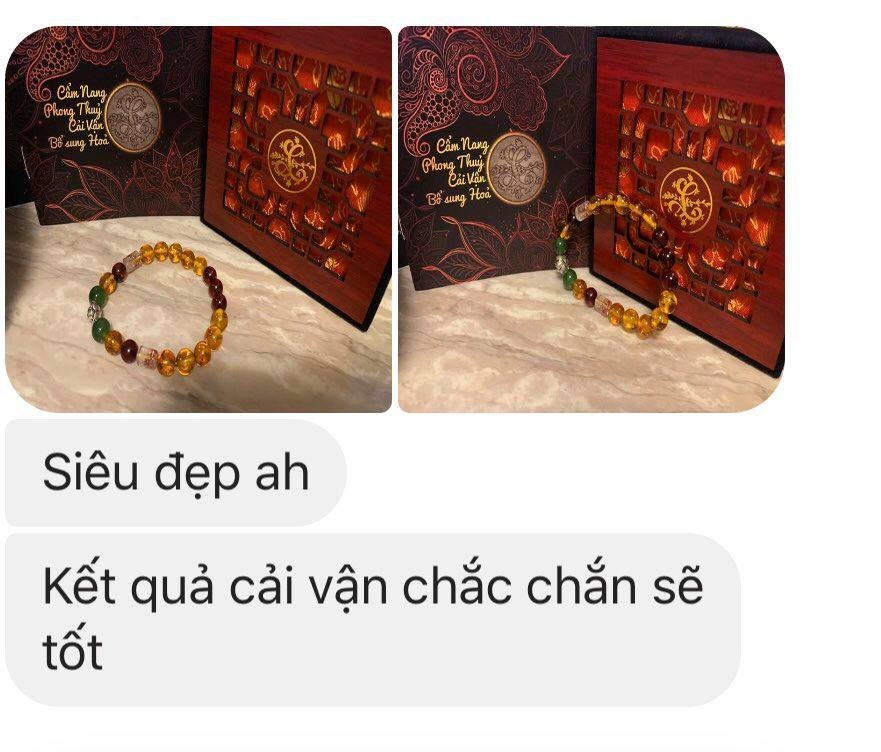 Cẩm Nang
Phong Thuỷ
Cải Vận
Bổ sung Hoả
Cẩm Nang
Phong Thuỷ
Cải Vận
Bổ sung Hoả
Siêu đẹp ah
Kết quả cải vận chắc chắn sẽ
tốt